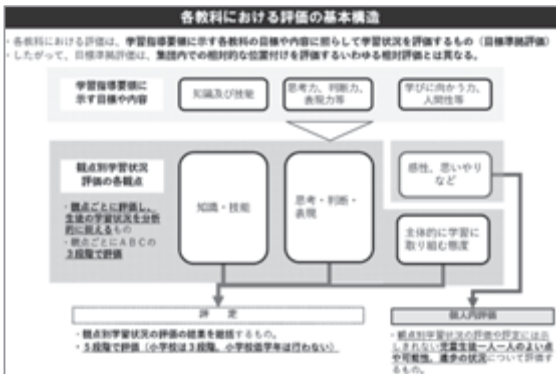 各教科における評価の基本構造
・各教科における評価は、学習指導要領に示す各教科の目標や内容に照らして学習状況を評価するもの（目標準拠評価）
・したがって、目標準拠評価は、集団内での相対的な位置付けを評価するいわゆる相対評価とは異なる。
学習指導要領に
示す目標や内容
知識及び技能
思考力、判断力、
表現力等
学びに向かう力、
人間性等
観点別学習状況
評価の各観点
・観点ごとに評価し、
生徒の学習状況を分析
的に捉えるもの
・観点ごとにＡＢＣの
３段階で評価
知識・技能
思考・判断・
表現
感性、思いやり
など
主体的に学習に
取り組む態度
評 定
・観点別学習状況の評価の結果を総括するもの。
・５段階で評価（小学校は３段階、小学校低学年は行わない）
個人内評価
・観点別学習状況の評価や評定には示
しきれない児童生徒一人一人のよい点
や可能性、進歩の状況について評価す
るもの。